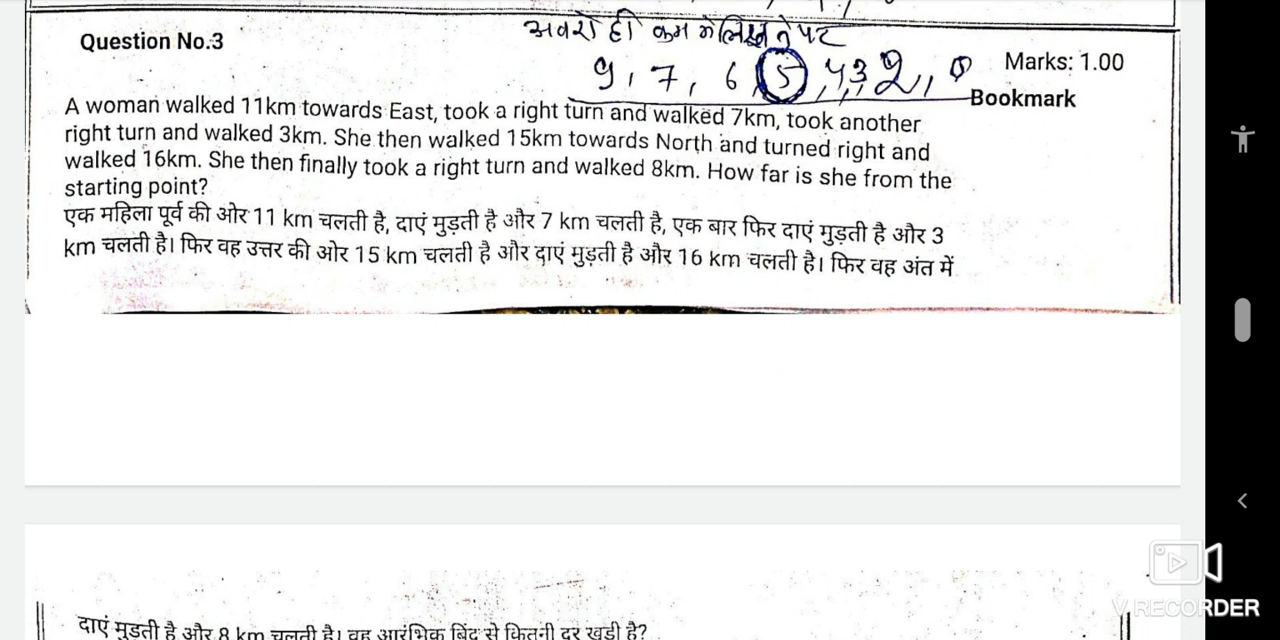 अवरोही क्रम मे लिखने पर
Question No.3
9, 7, 6, 5, 4, 3, 2, 0
Marks: 1.00
Bookmark
A woman walked 11km towards East, took a right turn and walked 7km, took another
right turn and walked 3km. She then walked 15km towards North and turned right and
walked 16km. She then finally took a right turn and walked 8km. How far is she from the
starting point?
एक महिला पूर्व की ओर 11 km चलती है, दाएं मुड़ती है और 7 km चलती है, एक बार फिर दाएं मुड़ती है और 3
km चलती है। फिर वह उत्तर की ओर 15 km चलती है और दाएं मुड़ती है और 16 km चलती है। फिर वह अंत में
दाएं मुड़ती है और 8 km चलती है। वह आरंभिक बिंदु से कितनी दूर खड़ी है?
V RECORDER